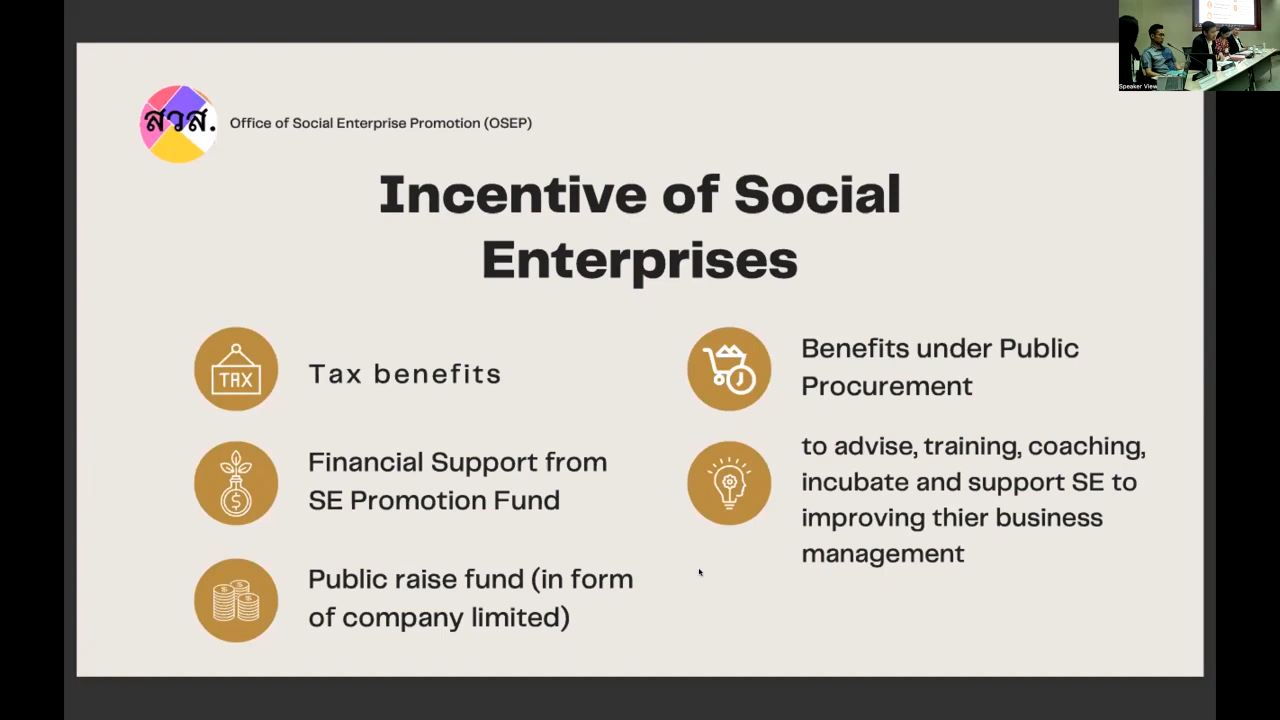 สวส.
Office of Social Enterprise Promotion (OSEP)
Incentive of Social
Enterprises
TAX
Tax benefits
Financial Support from
SE Promotion Fund
Public raise fund (in form
of company limited)
Benefits under Public
Procurement
to advise, training, coaching,
incubate and support SE to
improving thier business
management
Speaker View